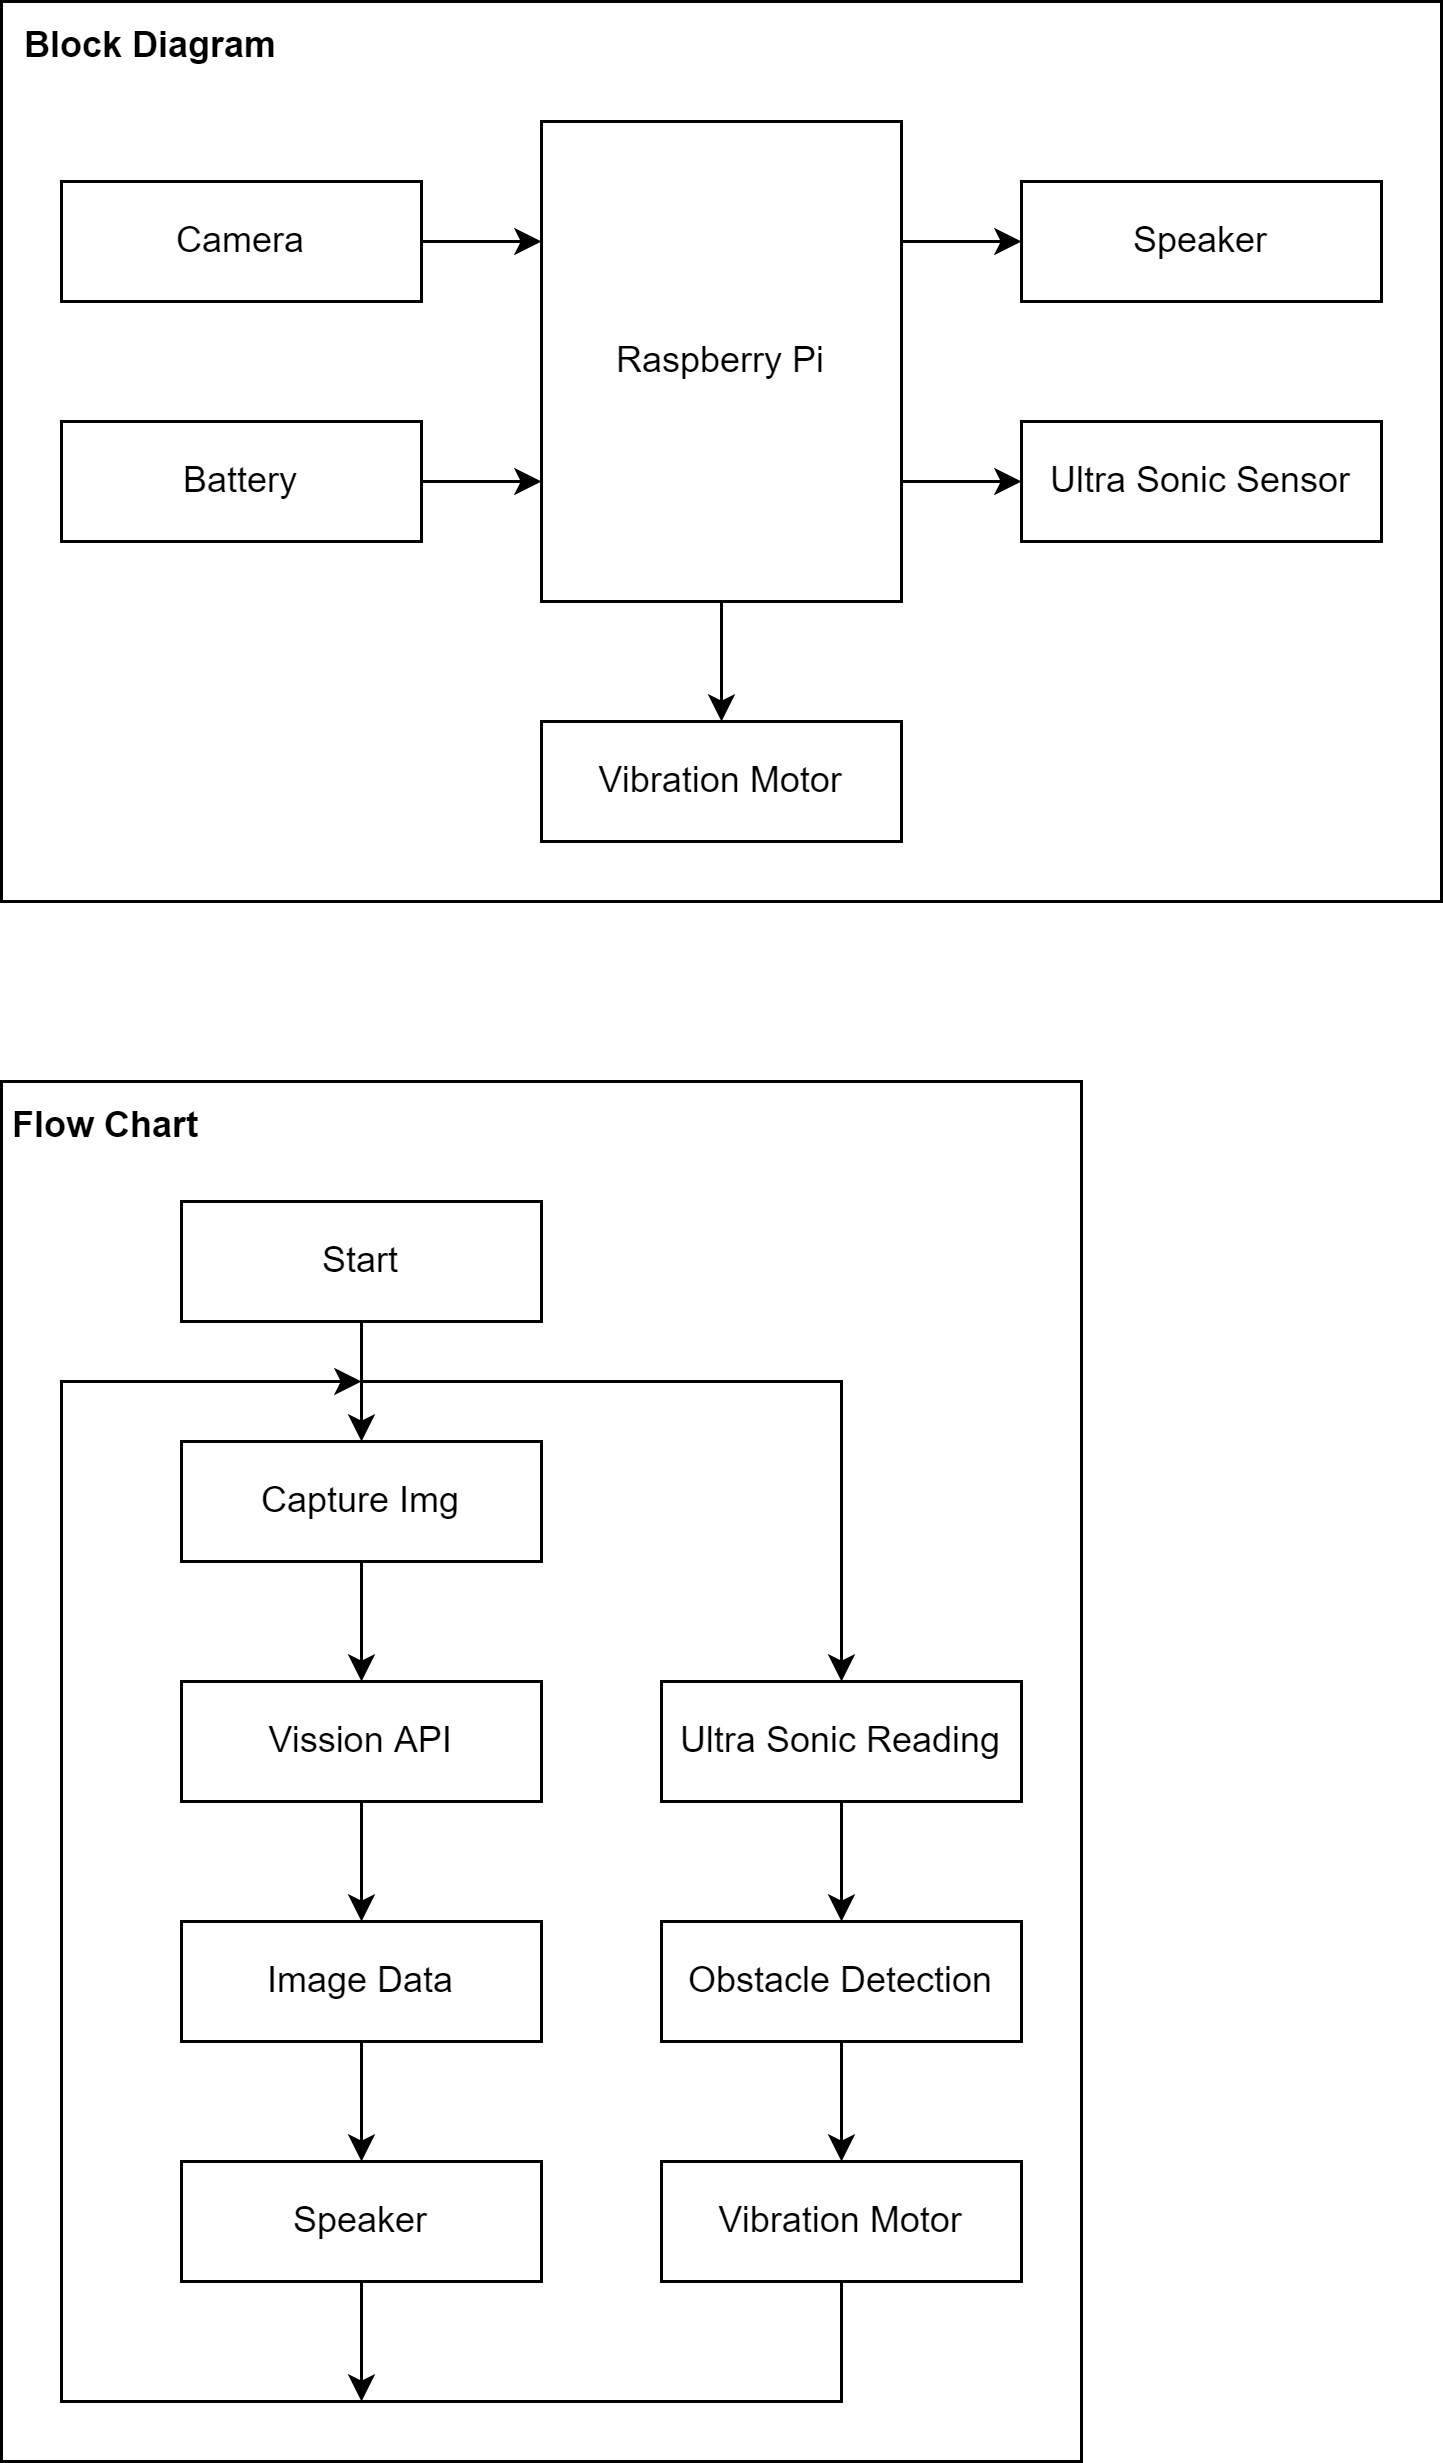 Block Diagram
Camera
Raspberry Pi
Speaker
Battery
Ultra Sonic Sensor
Vibration Motor
Flow Chart
Start
Capture Img
Vission API
Ultra Sonic Reading
Image Data
Obstacle Detection
Speaker
Vibration Motor